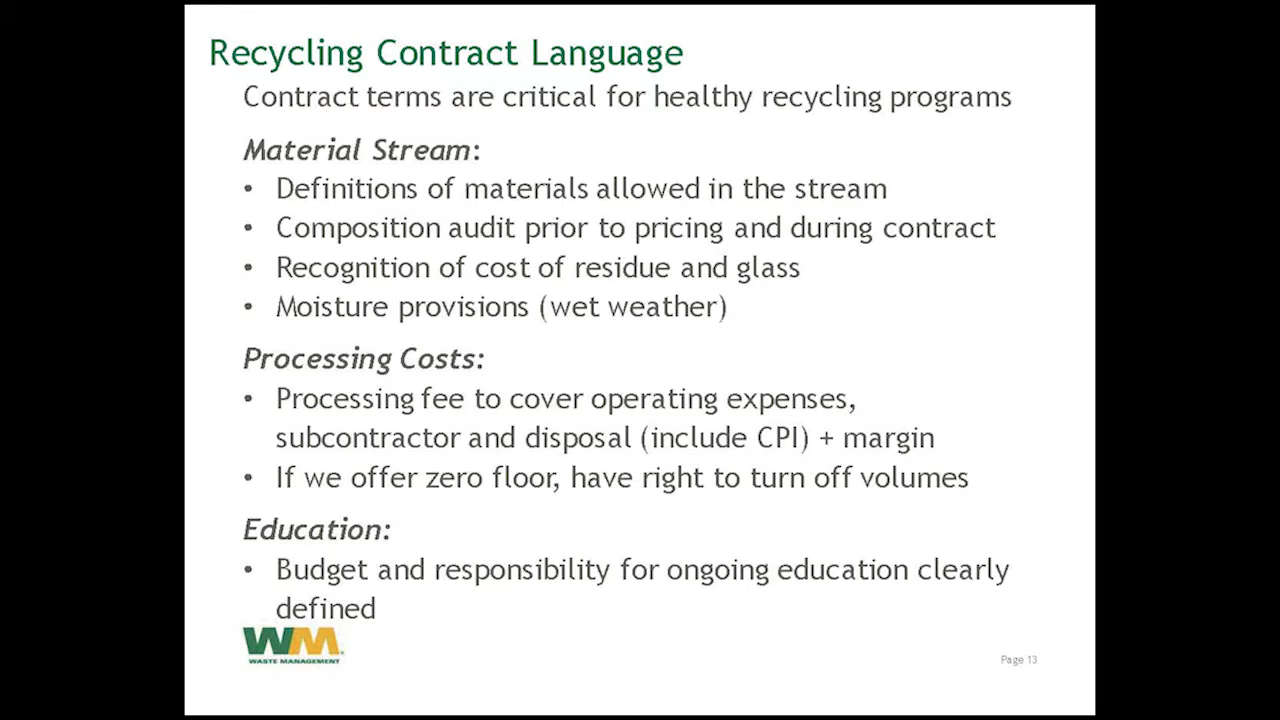 Recycling Contract Language
Contract terms are critical for healthy recycling programs
Material Stream:
• Definitions of materials allowed in the stream
• Composition audit prior to pricing and during contract
• Recognition of cost of residue and glass
• Moisture provisions (wet weather)
Processing Costs:
• Processing fee to cover operating expenses,
subcontractor and disposal (include CPI) + margin
• If we offer zero floor, have right to turn off volumes
Education:
• Budget and responsibility for ongoing education clearly
defined
WM
WASTE MANAGEMENT
Page 13